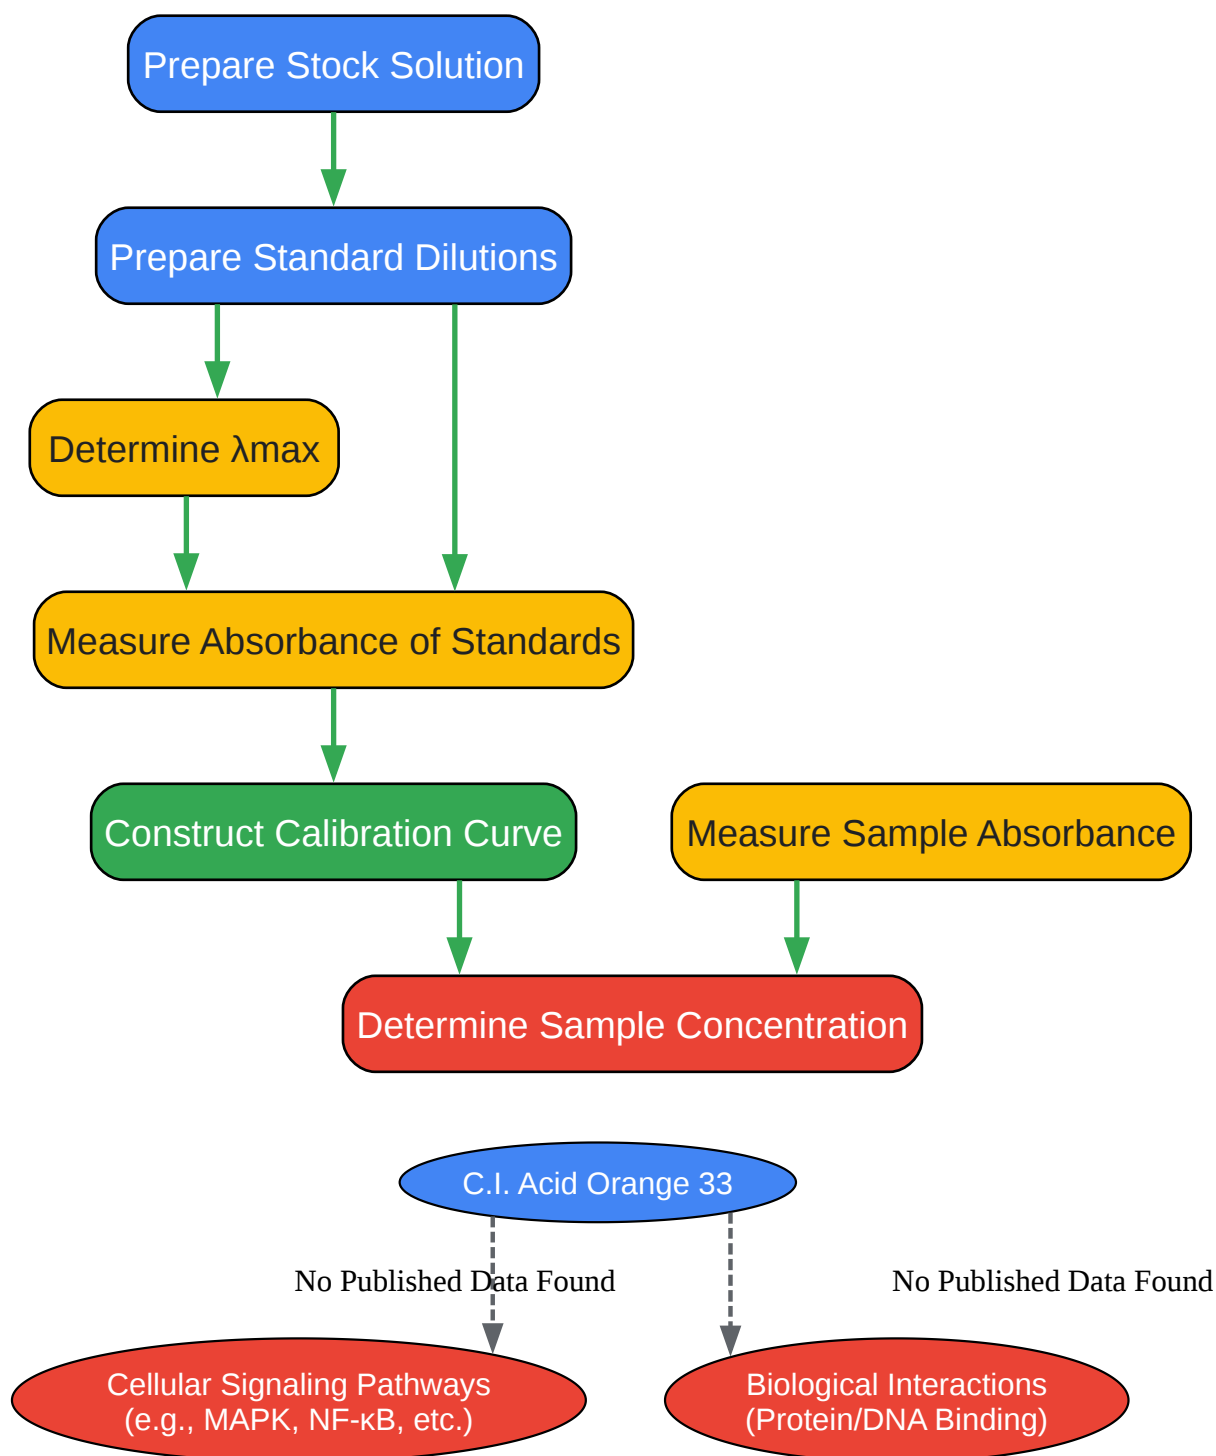 Prepare Stock Solution
Prepare Standard Dilutions
Determine λmax
Measure Absorbance of Standards
Construct Calibration Curve
Measure Sample Absorbance
Determine Sample Concentration
C.I. Acid Orange 33
No Published Data Found
No Published Data Found
Cellular Signaling Pathways
(e.g., MAPK, NF-κB, etc.)
Biological Interactions
(Protein/DNA Binding)